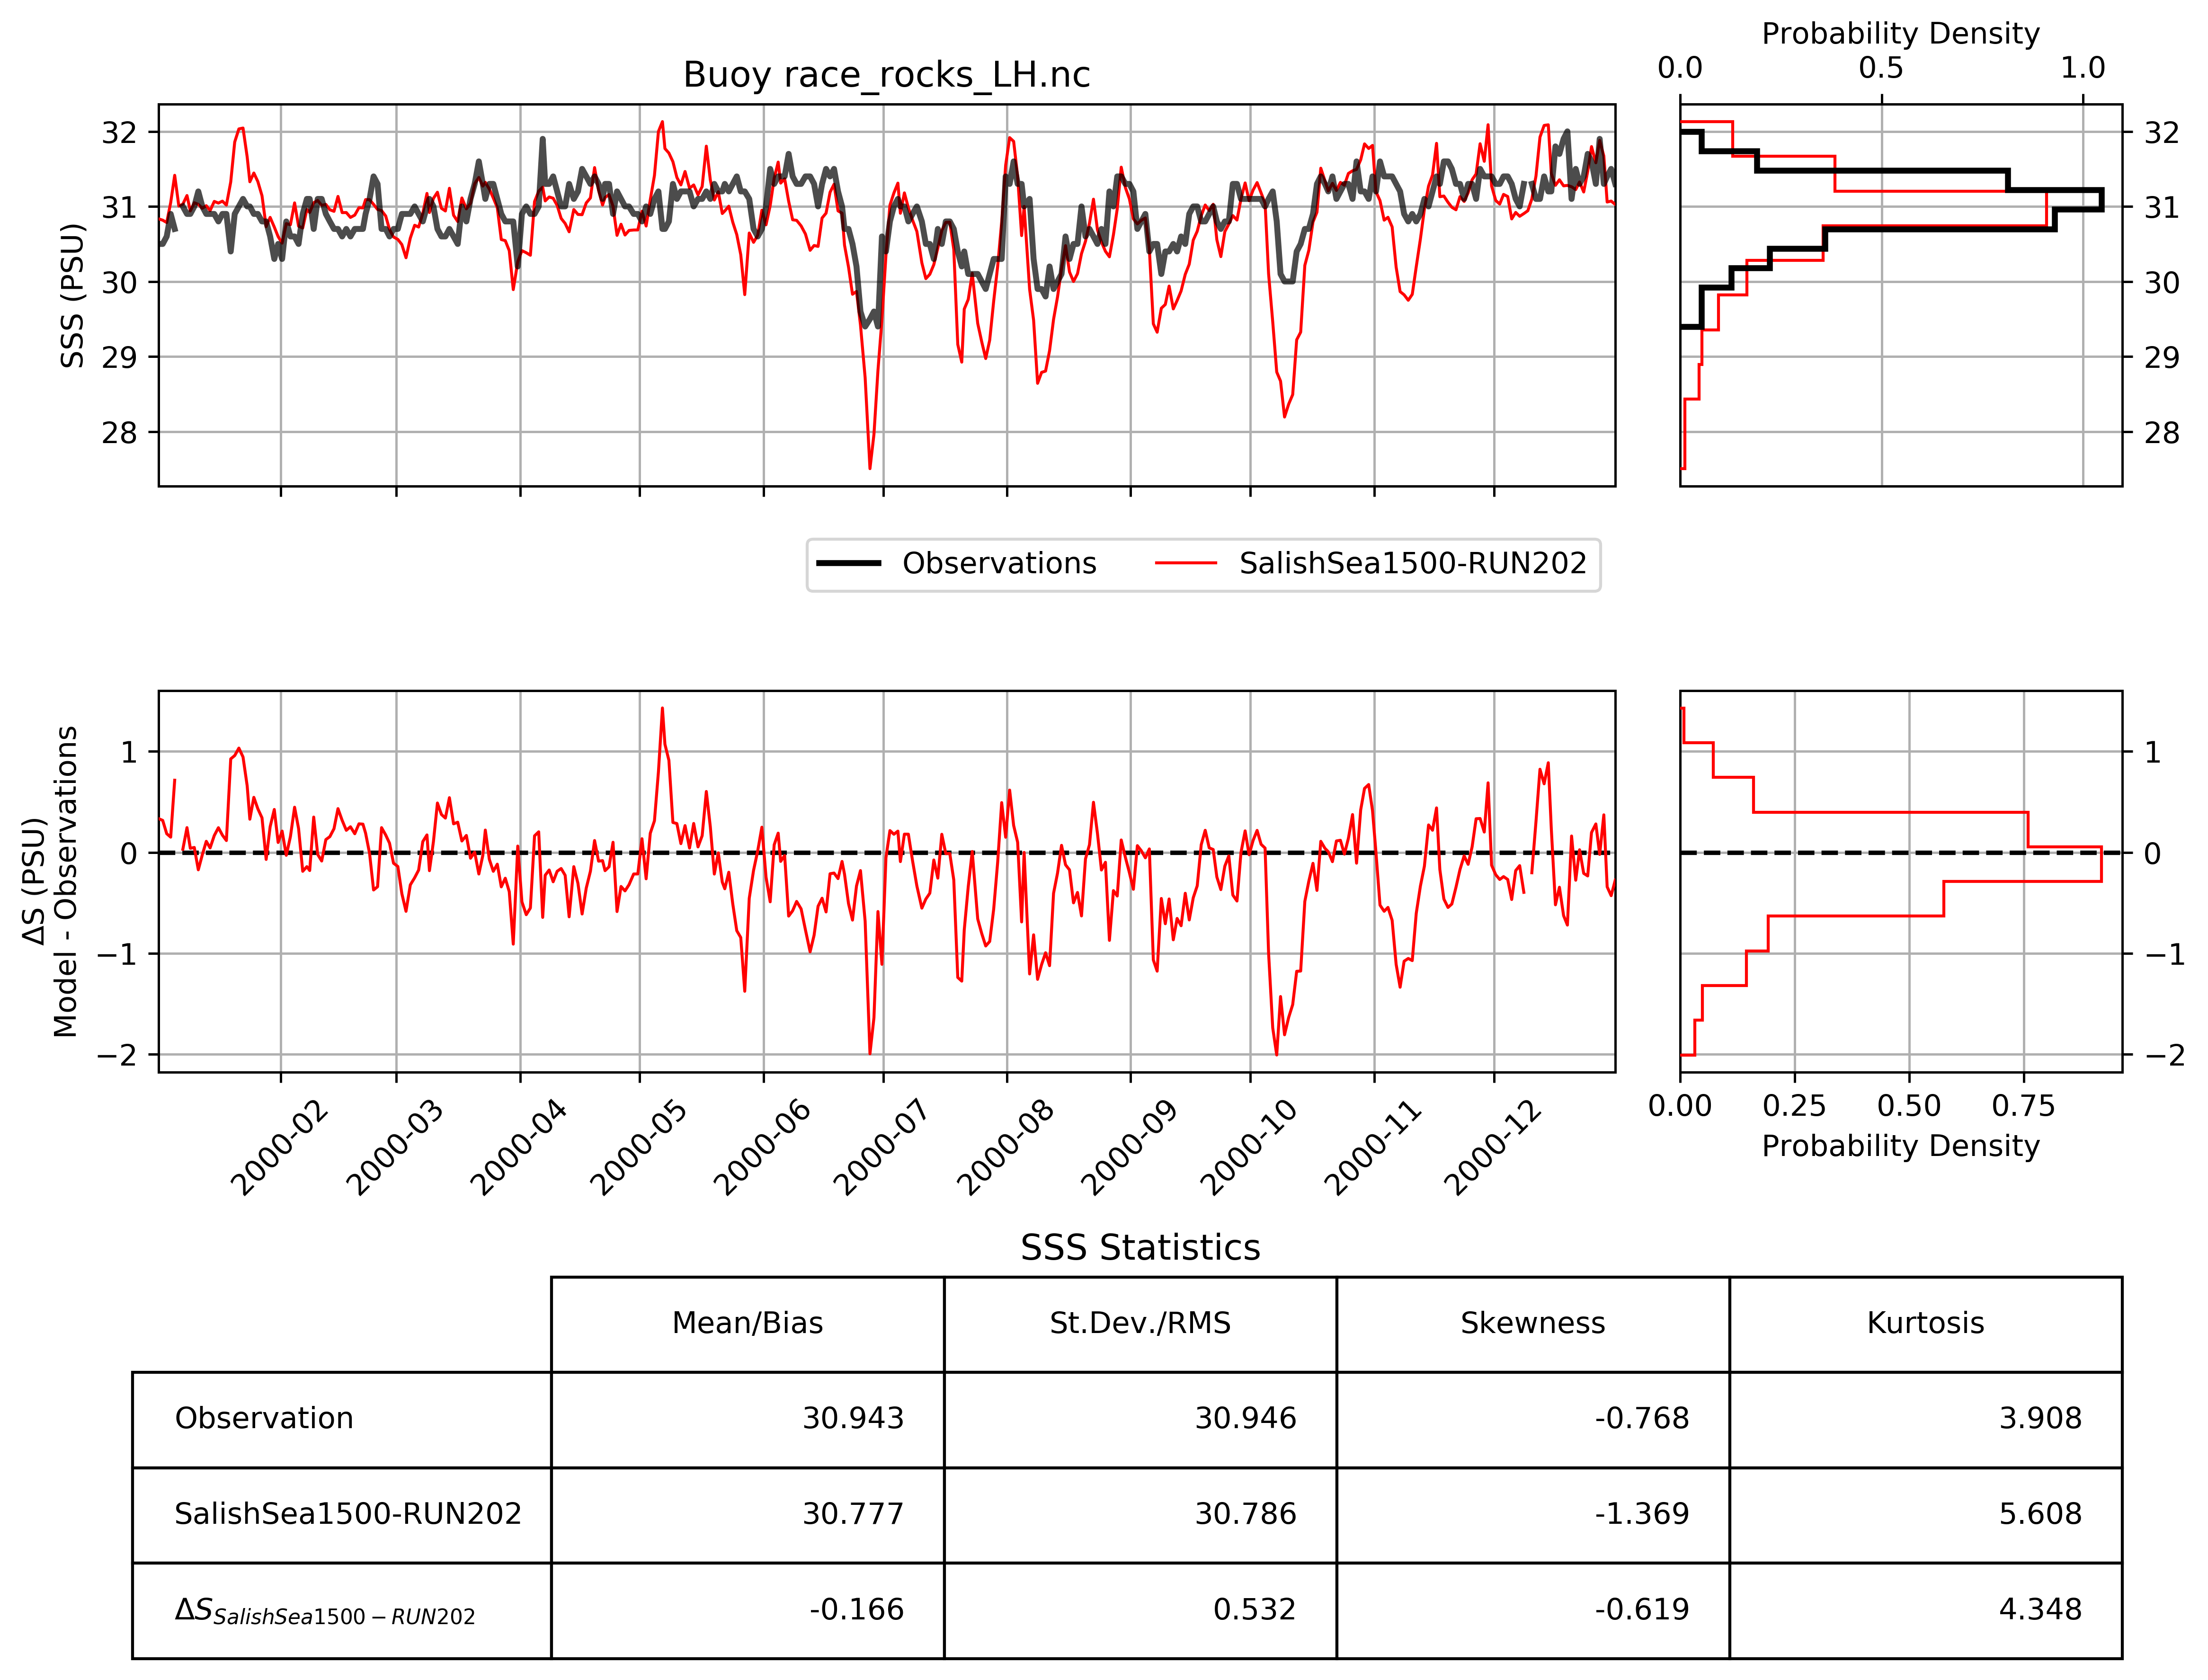 Probability Density
0.0 0.5 1.0
Buoy race_rocks_LH.nc
SSS (PSU)
32
31
30
29
28
32
31
30
29
28
Observations SalishSea1500-RUN202
ΔS (PSU)
Model - Observations
1
0
−1
−2
1
0
−1
−2
2000-02 2000-03 2000-04 2000-05 2000-06 2000-07 2000-08 2000-09 2000-10 2000-11 2000-12
0.00 0.25 0.50 0.75
Probability Density
SSS Statistics
Mean/Bias St.Dev./RMS Skewness Kurtosis
Observation 30.943 30.946 -0.768 3.908
SalishSea1500-RUN202 30.777 30.786 -1.369 5.608
ΔS SalishSea1500−RUN202 -0.166 0.532 -0.619 4.348